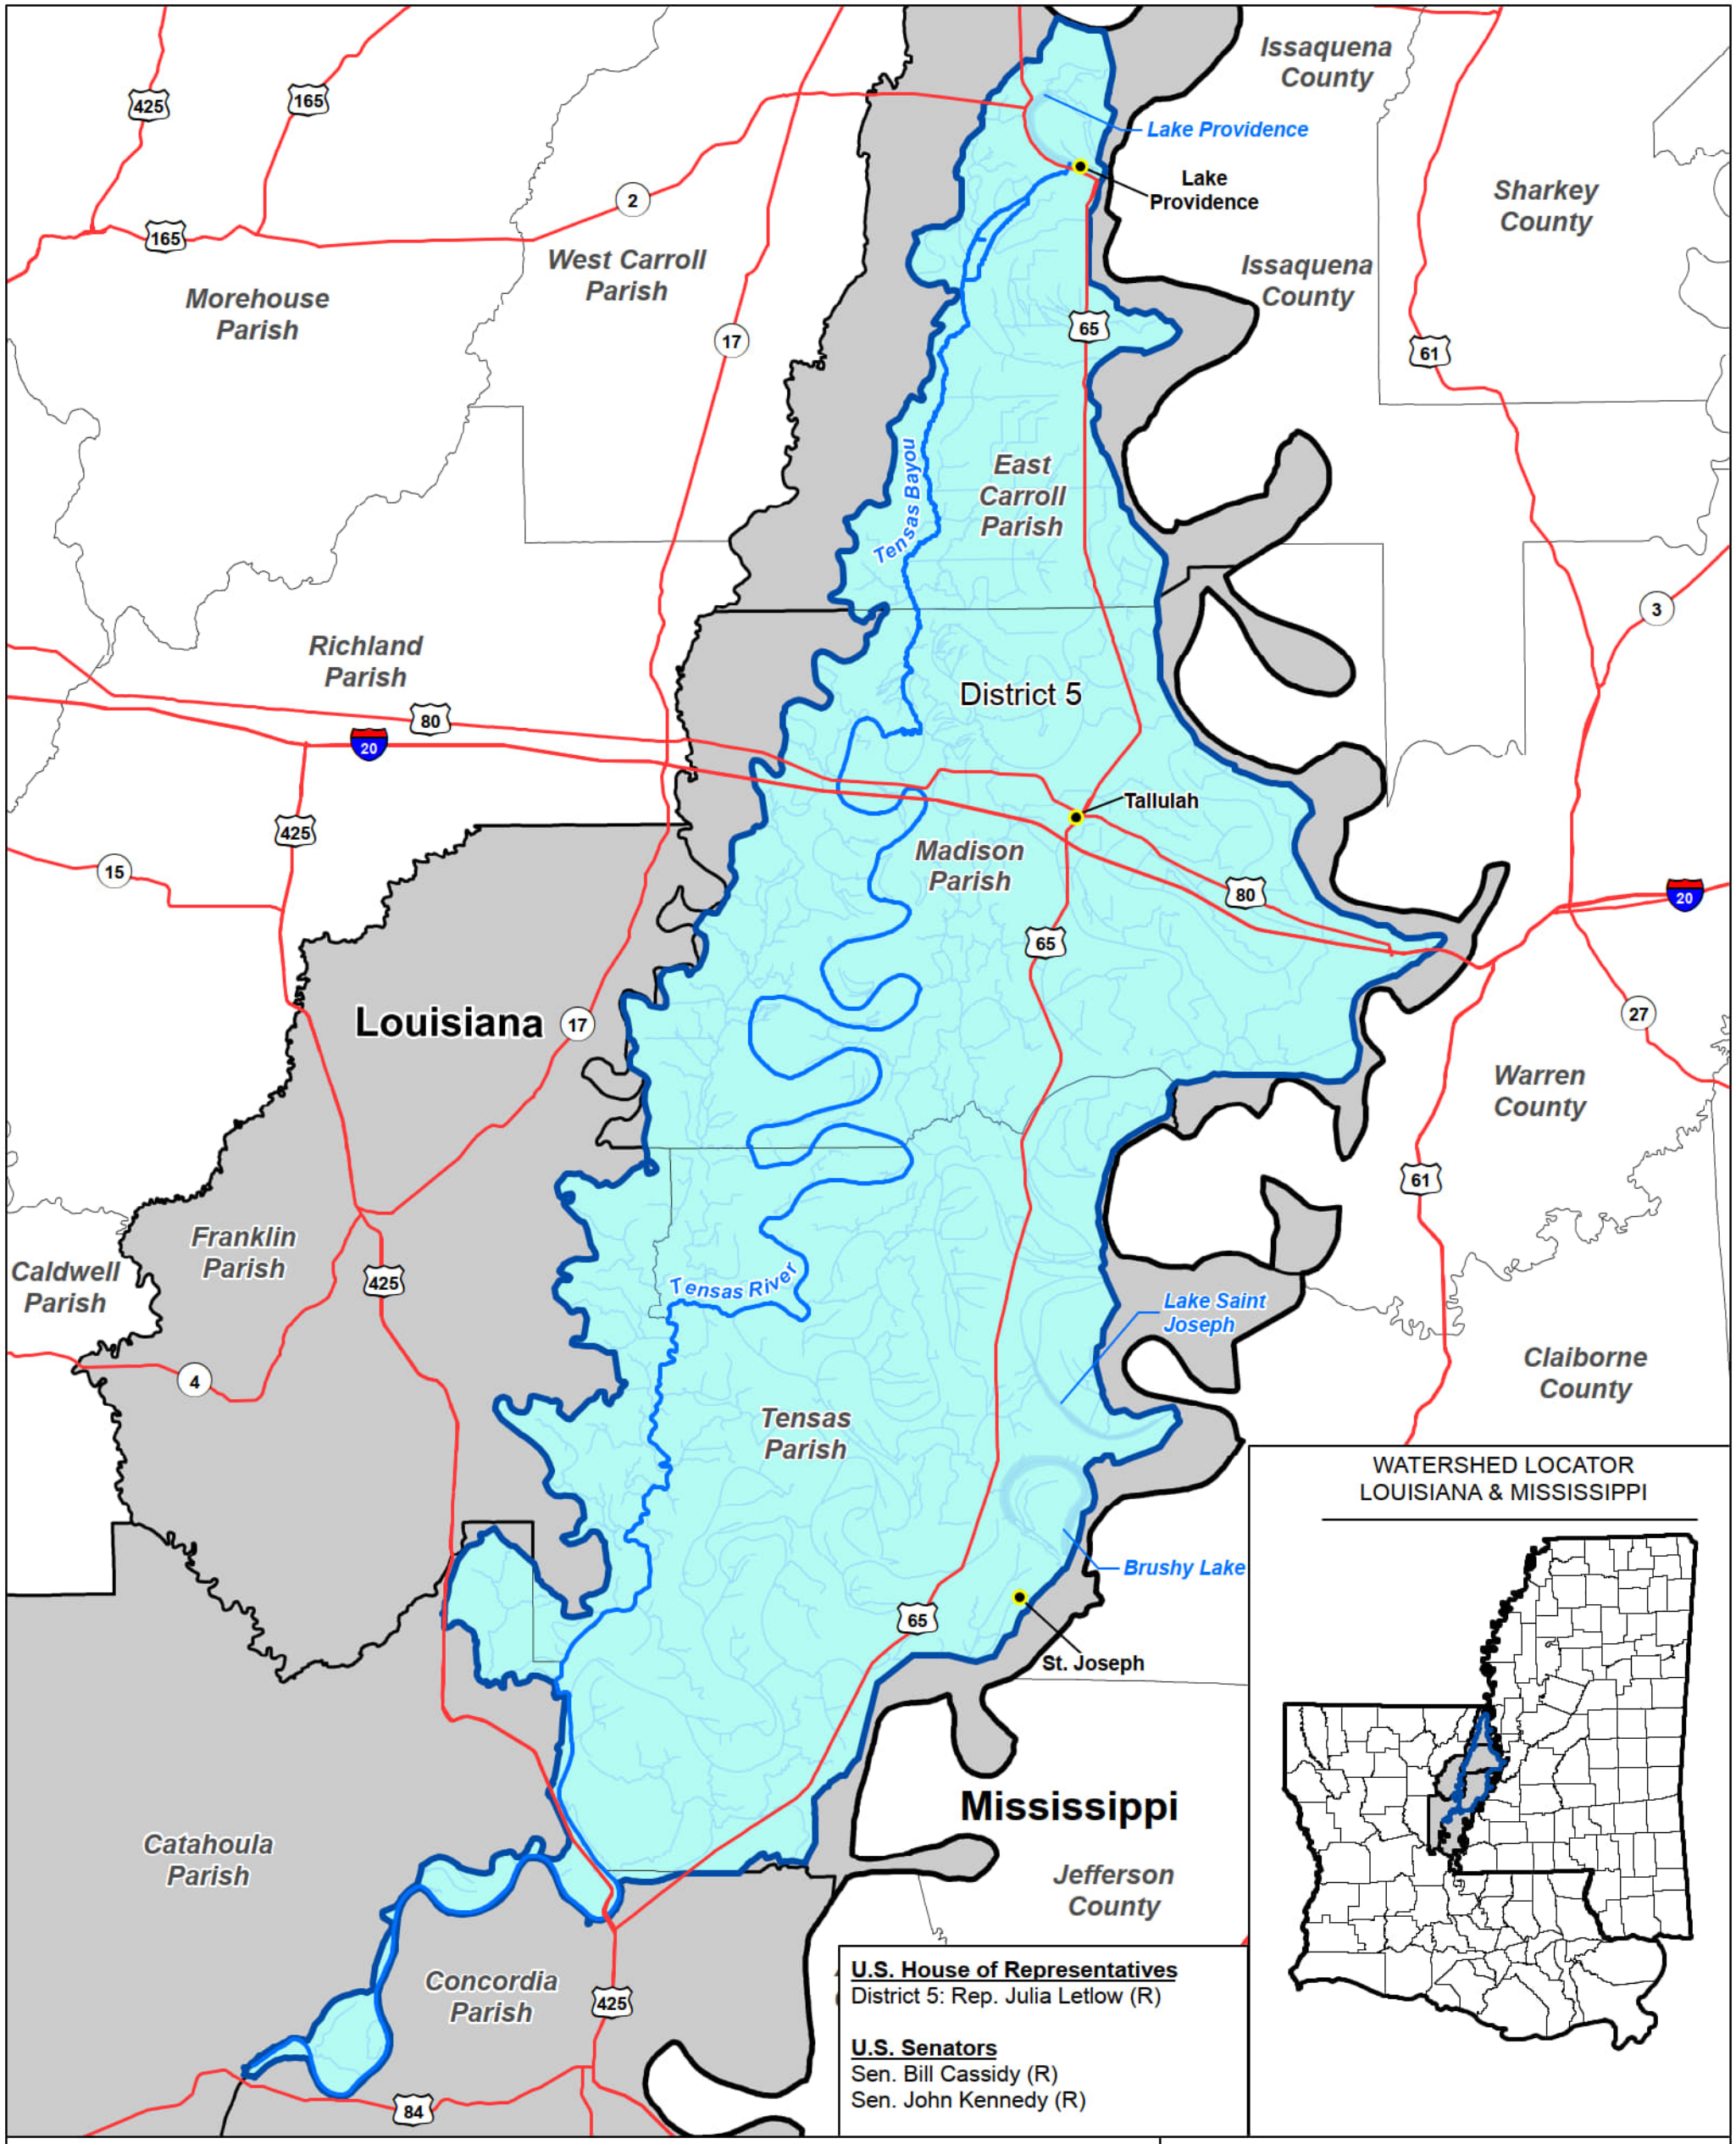 Issaquena
County
425
165
Lake Providence
Lake
Providence
Sharkey
County
2
165
West Carroll
Parish
Issaquena
County
Morehouse
Parish
17
65
61
Tensas Bayou
East
Carroll
Parish
3
Richland
Parish
District 5
80
20
Tallulah
425
Madison
Parish
15
80
20
65
Louisiana
17
27
Warren
County
61
Franklin
Parish
Caldwell
Parish
425
Tensas River
Lake Saint
Joseph
Claiborne
County
4
Tensas
Parish
WATERSHED LOCATOR
LOUISIANA & MISSISSIPPI
Brushy Lake
65
St. Joseph
Mississippi
Catahoula
Parish
Jefferson
County
Concordia
Parish
425
84
U.S. House of Representatives
District 5: Rep. Julia Letlow (R)
U.S. Senators
Sen. Bill Cassidy (R)
Sen. John Kennedy (R)